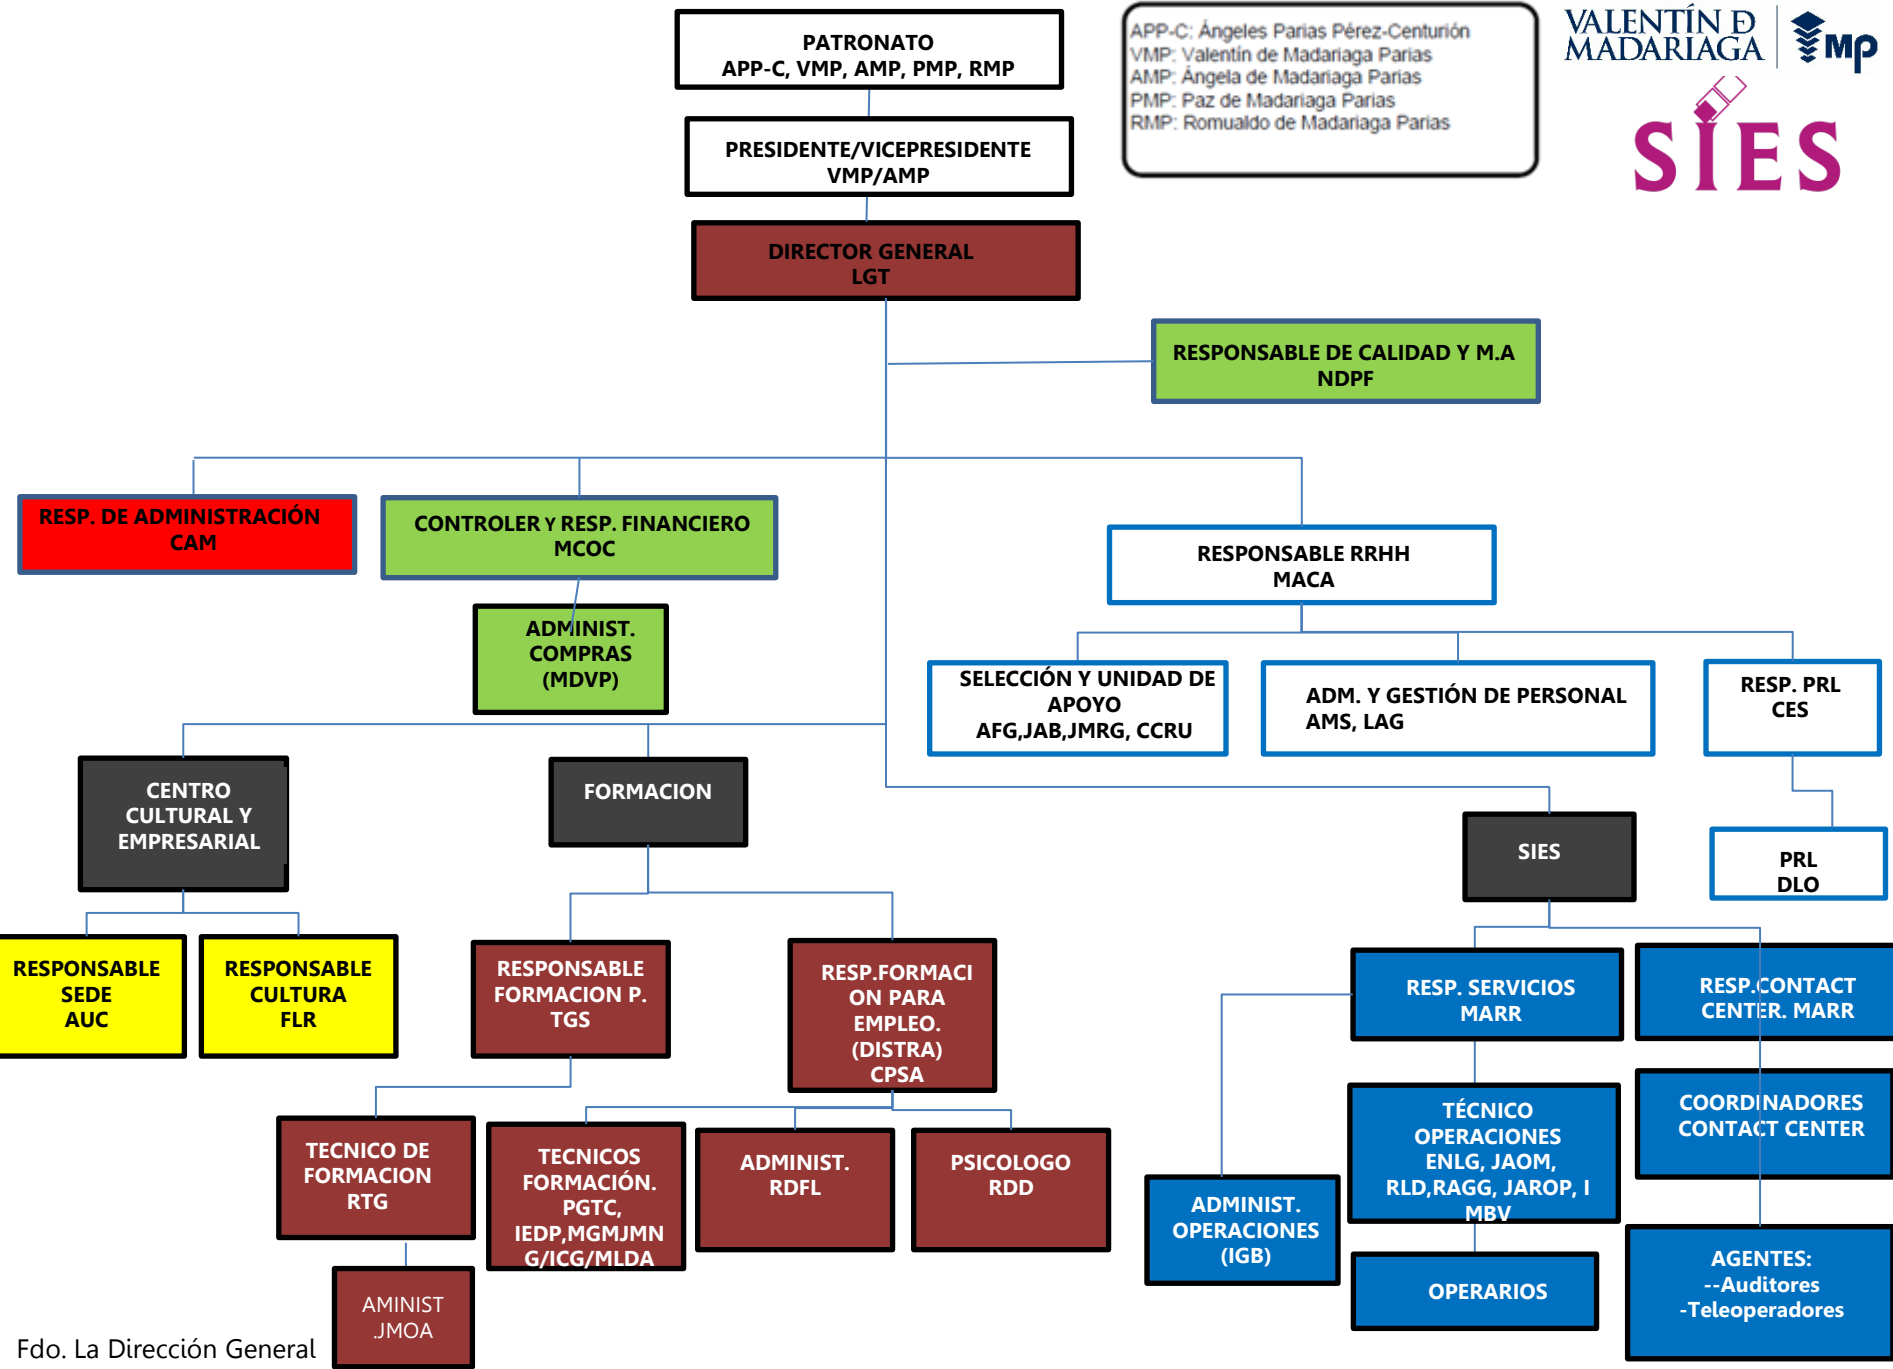 PATRONATO
APP-C, VMP, AMP, PMP, RMP
APP-C: Ángeles Parias Pérez-Centurión
VMP: Valentín de Madariaga Parias
AMP: Ángela de Madariaga Parias
PMP: Paz de Madariaga Parias
RMP: Romualdo de Madariaga Parias
VALENTÍN Đ
MADARIAGA
MP
SIES
PRESIDENTE/VICEPRESIDENTE
VMP/AMP
DIRECTOR GENERAL
LGT
RESPONSABLE DE CALIDAD Y M.A
NDPF
RESP. DE ADMINISTRACIÓN
CAM
CONTROLER Y RESP. FINANCIERO
MCOC
RESPONSABLE RRHH
MACA
ADMINIST.
COMPRAS
(MDVP)
SELECCIÓN Y UNIDAD DE
APOYO
AFG,JAB,JMRG, CCRU
ADM. Y GESTIÓN DE PERSONAL
AMS, LAG
RESP. PRL
CES
CENTRO
CULTURAL Y
EMPRESARIAL
FORMACION
SIES
PRL
DLO
RESPONSABLE
SEDE
AUC
RESPONSABLE
CULTURA
FLR
RESPONSABLE
FORMACION P.
TGS
RESP.FORMACI
ON PARA
EMPLEO.
(DISTRA)
CPSA
RESP. SERVICIOS
MARR
RESP.CONTACT
CENTER. MARR
TECNICO DE
FORMACION
RTG
TECNICOS
FORMACIÓN.
PGTC,
IEDP,MGMJMN
G/ICG/MLDA
ADMINIST.
RDFL
PSICOLOGO
RDD
ADMINIST.
OPERACIONES
(IGB)
TÉCNICO
OPERACIONES
ENLG, JAOM,
RLD,RAGG, JAROP, I
MBV
COORDINADORES
CONTACT CENTER
OPERARIOS
AGENTES:
--Auditores
-Teleoperadores
AMINIST
.JMOA
Fdo. La Dirección General